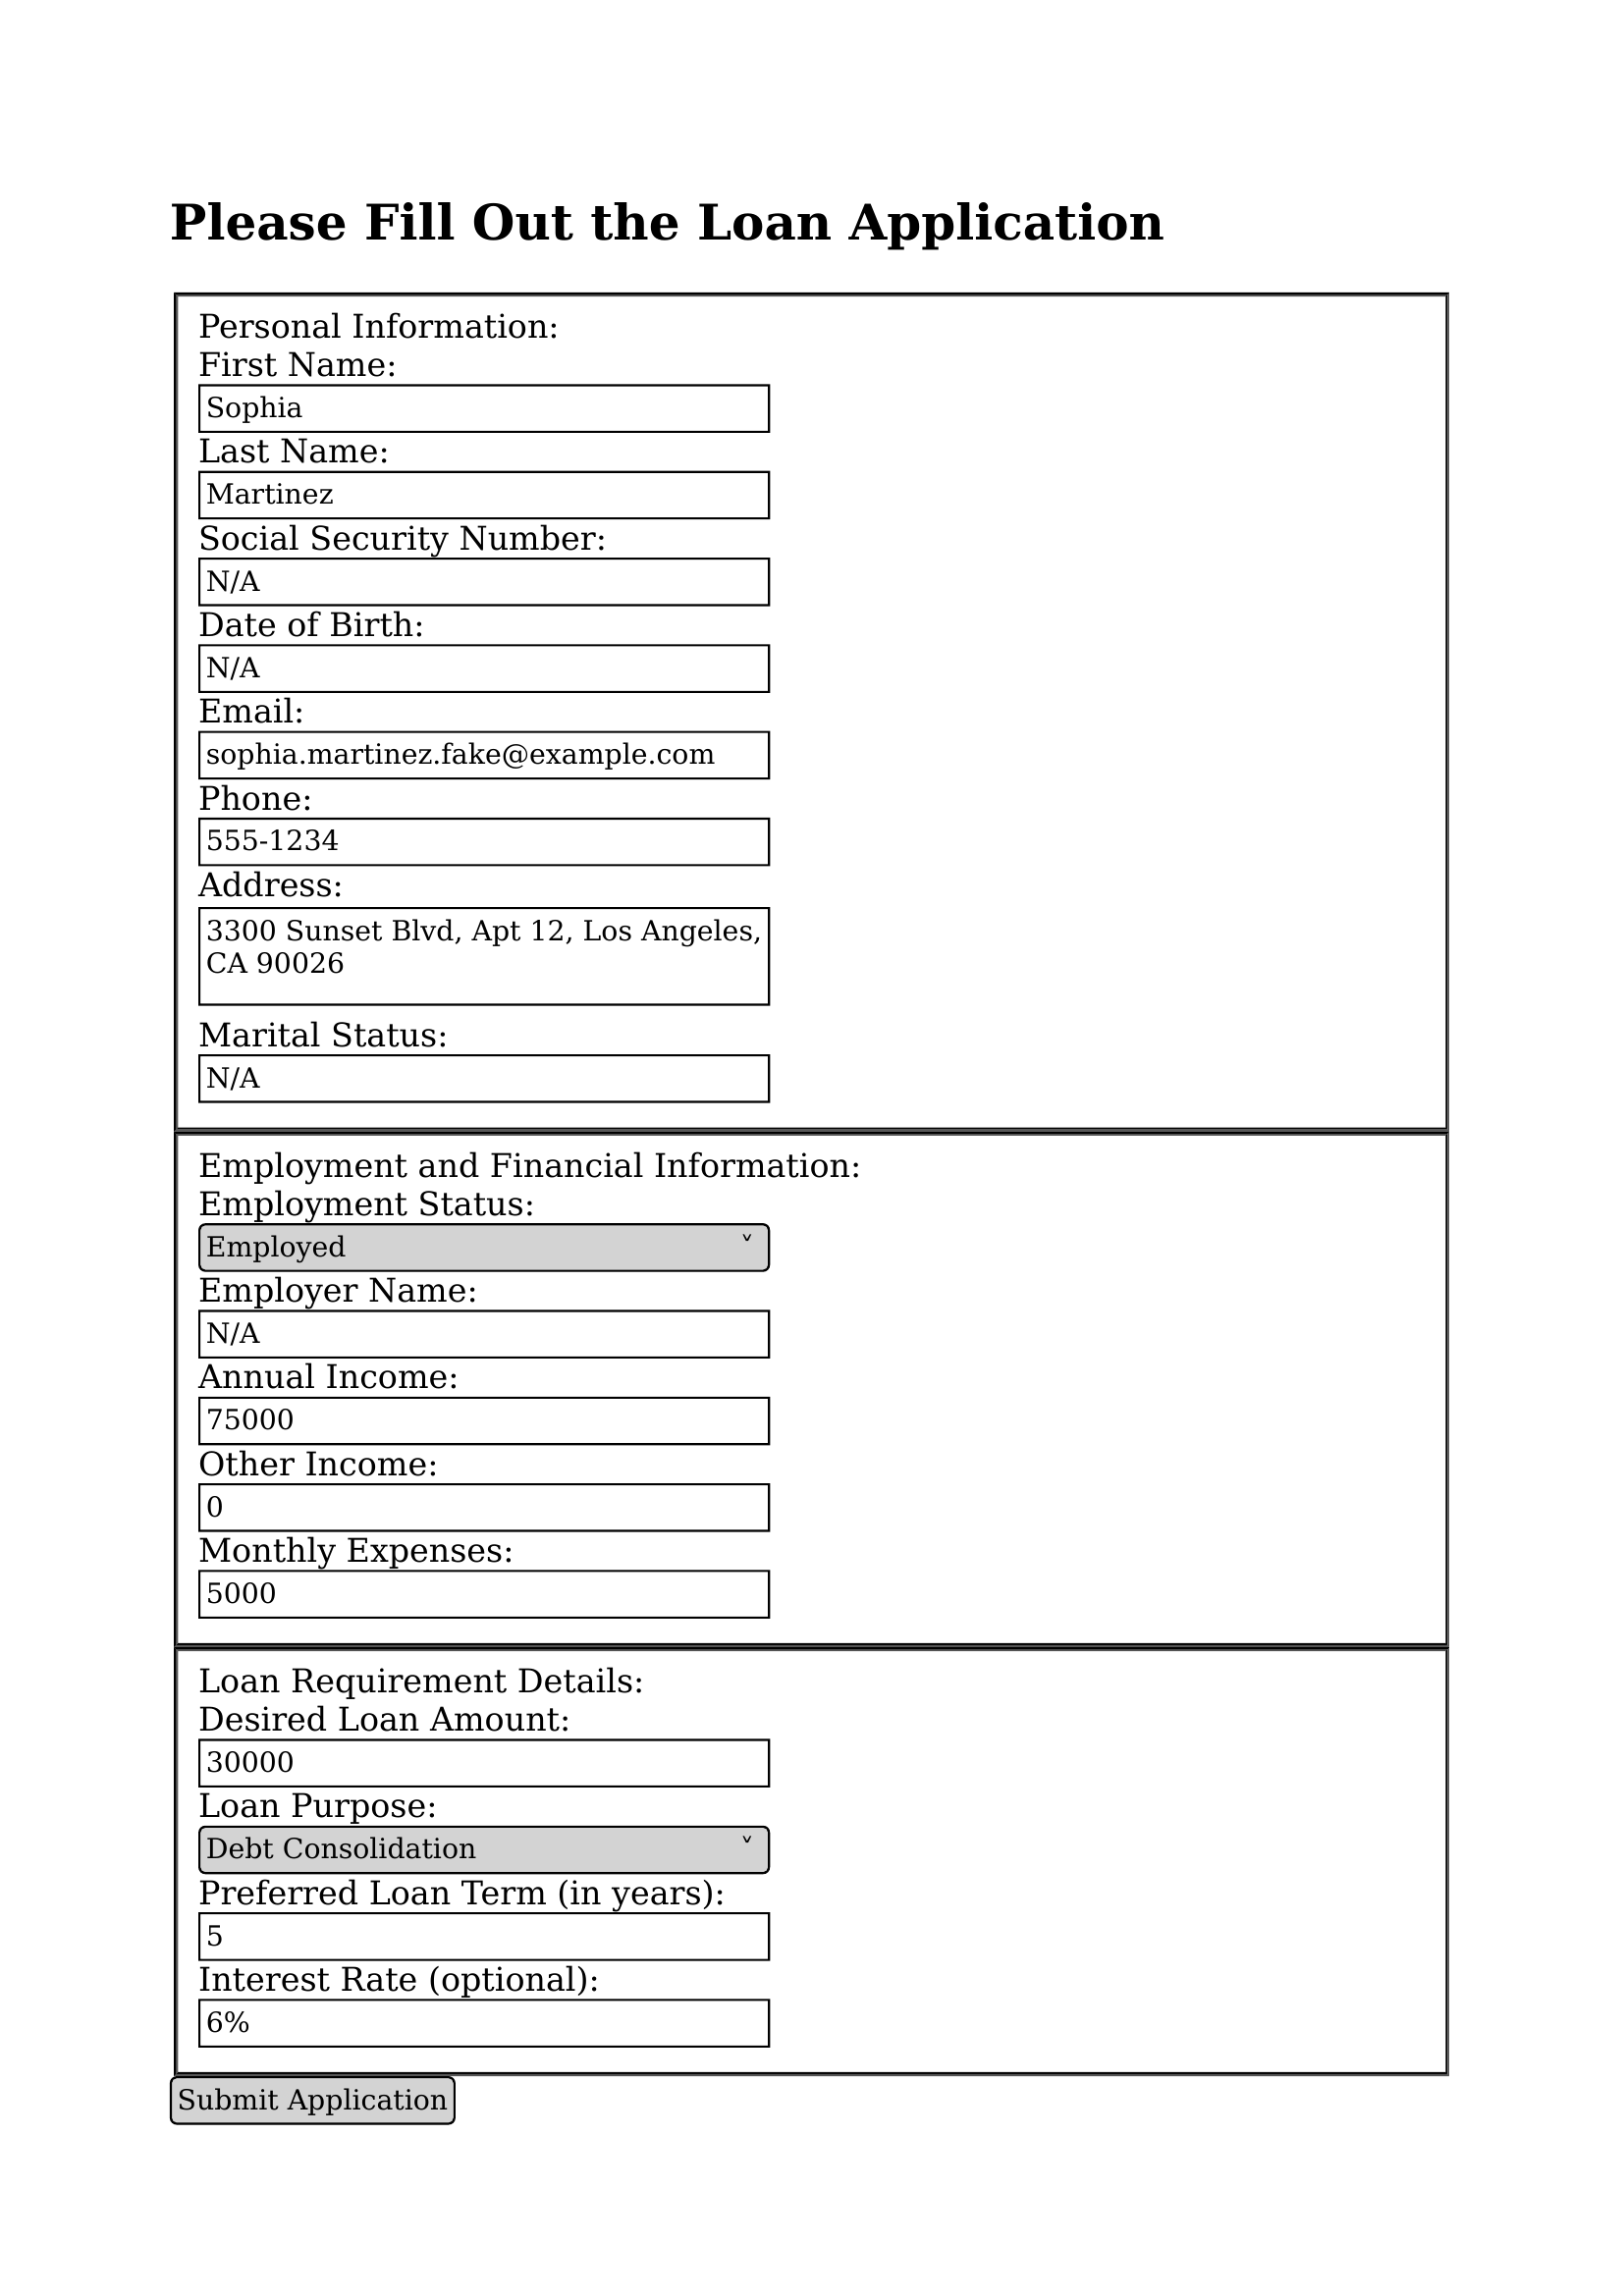 Please Fill Out the Loan Application
Personal Information:
First Name:
Sophia
Last Name:
Martinez
Social Security Number:
N/A
Date of Birth:
N/A
Email:
sophia.martinez.fake@example.com
Phone:
555-1234
Address:
3300 Sunset Blvd, Apt 12, Los Angeles,
CA 90026
Marital Status:
N/A
Employment and Financial Information:
Employment Status:
Employed
Employer Name:
N/A
Annual Income:
75000
Other Income:
0
Monthly Expenses:
5000
Loan Requirement Details:
Desired Loan Amount:
30000
Loan Purpose:
Debt Consolidation
Preferred Loan Term (in years):
5
Interest Rate (optional):
6%
Submit Application